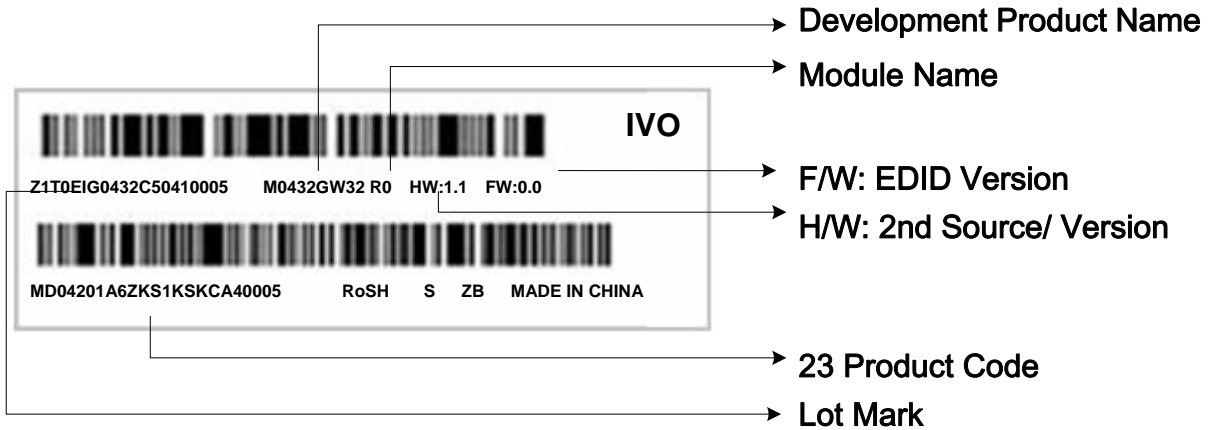 Development Product Name
Module Name
IVO
Z1T0EIG0432C50410005 M0432GW32 R0 HW:1.1 FW:0.0
F/W: EDID Version
H/W: 2nd Source/ Version
MD04201A6ZKS1KSKCA40005 RoSH S ZB MADE IN CHINA
23 Product Code
Lot Mark